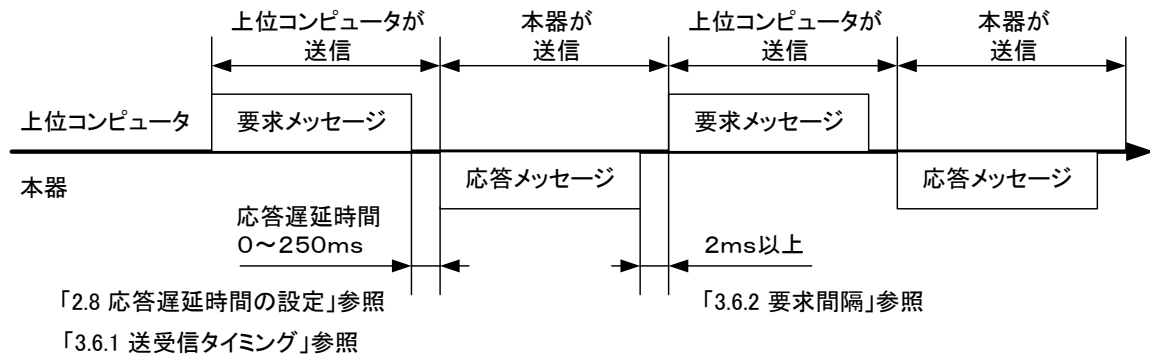 上位コンピュータが
送信
本器が
送信
上位コンピュータが
送信
本器が
送信
上位コンピュータ
要求メッセージ
要求メッセージ
本器
応答メッセージ
応答メッセージ
応答遅延時間
0～250ms
2ms以上
「2.8 応答遅延時間の設定」参照
「3.6.2 要求間隔」参照
「3.6.1 送受信タイミング」参照